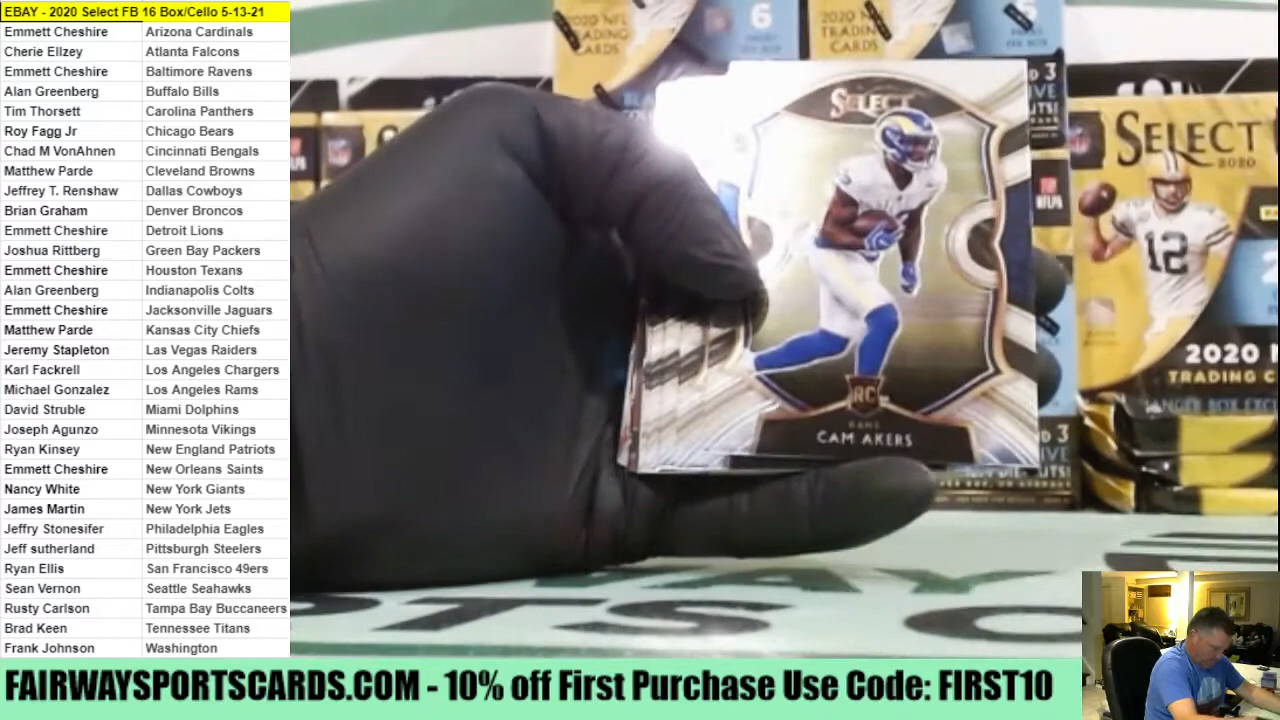 EBAY - 2020 Select FB 16 Box/Cello 5-13-21
Emmett Cheshire Arizona Cardinals
Cherie Ellzey Atlanta Falcons
Emmett Cheshire Baltimore Ravens
Alan Greenberg Buffalo Bills
Tim Thorsett Carolina Panthers
Roy Fagg Jr Chicago Bears
Chad M VonAhnen Cincinnati Bengals
Matthew Parde Cleveland Browns
Jeffrey T. Renshaw Dallas Cowboys
Brian Graham Denver Broncos
Emmett Cheshire Detroit Lions
Joshua Rittberg Green Bay Packers
Emmett Cheshire Houston Texans
Alan Greenberg Indianapolis Colts
Emmett Cheshire Jacksonville Jaguars
Matthew Parde Kansas City Chiefs
Jeremy Stapleton Las Vegas Raiders
Karl Fackrell Los Angeles Chargers
Michael Gonzalez Los Angeles Rams
David Struble Miami Dolphins
Joseph Agunzo Minnesota Vikings
Ryan Kinsey New England Patriots
Emmett Cheshire New Orleans Saints
Nancy White New York Giants
James Martin New York Jets
Jeffry Stonesifer Philadelphia Eagles
Jeff sutherland Pittsburgh Steelers
Ryan Ellis San Francisco 49ers
Sean Vernon Seattle Seahawks
Rusty Carlson Tampa Bay Buccaneers
Brad Keen Tennessee Titans
Frank Johnson Washington
2020 NFL
TRADING
CARDS
6
2020 NFL
TRADING
CARDS
SELECT
RC
RAMS
CAM AKERS
SELECT
2020
NFL
12
2020
TRADING C
FAIRWAYSPORTSCARDS.COM - 10% off First Purchase Use Code: FIRST10